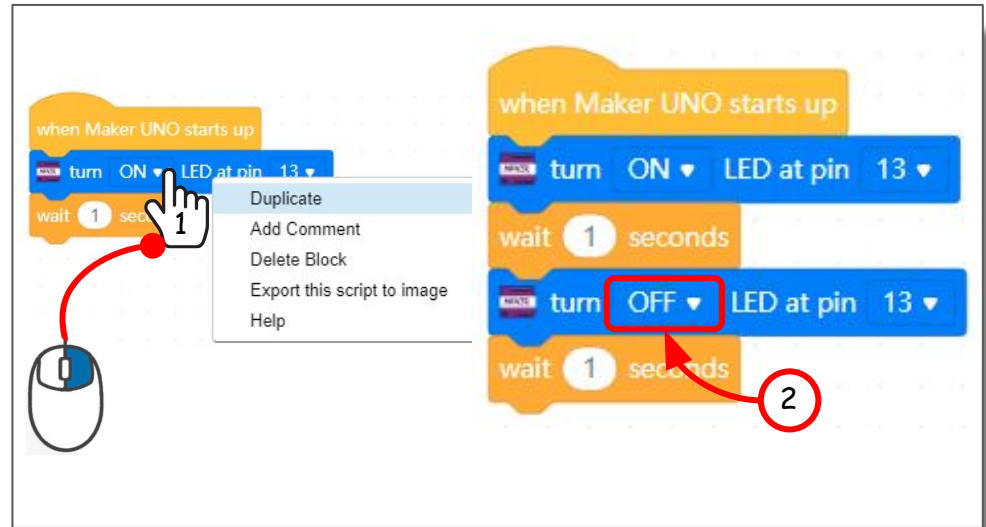 when Maker UNO starts up
turn ON LED at pin 13
wait 1
1
Duplicate
Add Comment
Delete Block
Export this script to image
Help
when Maker UNO starts up
turn ON LED at pin 13
wait 1 seconds
turn OFF LED at pin 13
wait 1 seconds
2